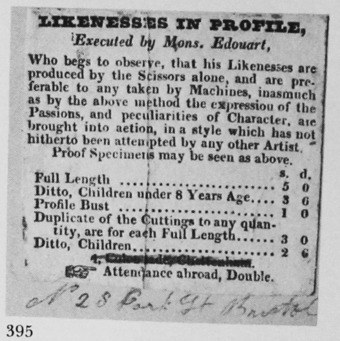 LIKENESSES IN PROFILE,
Executed by Mons. Edouart,
Who begs to observe, that his Likenesses are
produced by the Scissors alone, and are pre-
ferable to any taken by Machines, inasmuch
as by the above method the expression of the
Passions, and peculiarities of Character, are
brought into action, in a style which has not
hitherto been attempted by any other Artist.
Proof Specimens may be seen as above.
s. d.
Full Length ........................ 5 0
Ditto, Children under 8 Years Age.... 3 6
Profile Bust ........................ 1 0
Duplicate of the Cuttings to any quan-
tity, are for each Full Length...... 3 0
Ditto, Children..................... 2 6
4, Colonnade, Cheltenham.
☞ Attendance abroad, Double.
No 28 Park St Bristol
395